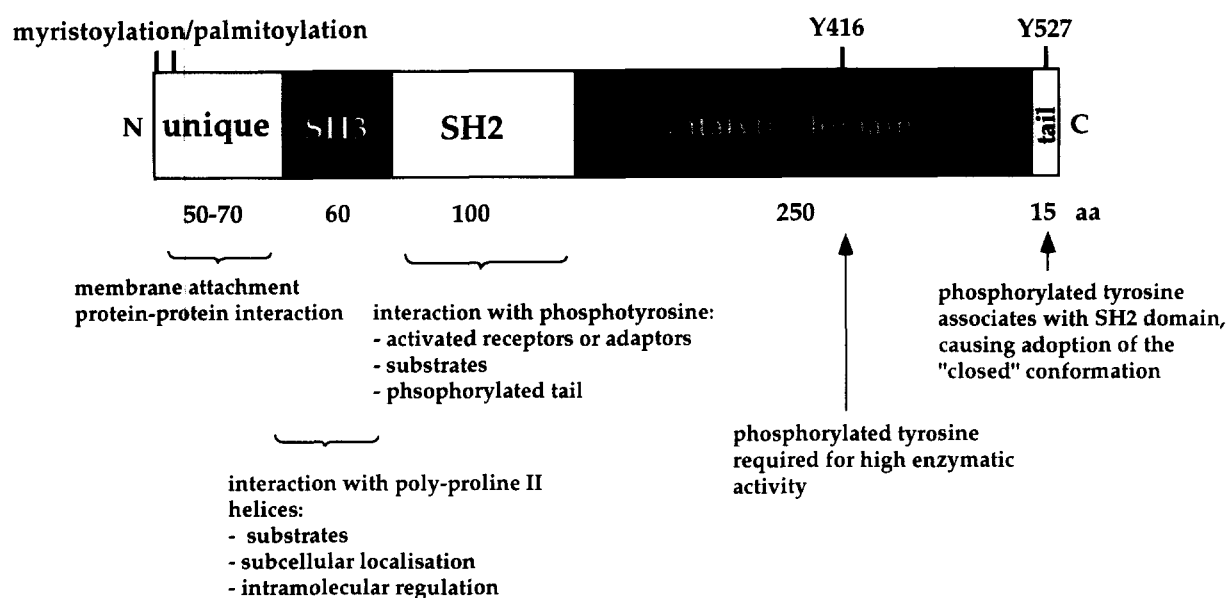 myristoylation/palmitoylation
Y416
Y527
N
unique
SH3
SH2
catalytic domain
tail
C
50-70
60
100
250
15 aa
membrane attachment
protein-protein interaction
interaction with phosphotyrosine:
- activated receptors or adaptors
- substrates
- phsophorylated tail
phosphorylated tyrosine
associates with SH2 domain,
causing adoption of the
"closed" conformation
phosphorylated tyrosine
required for high enzymatic
activity
interaction with poly-proline II
helices:
- substrates
- subcellular localisation
- intramolecular regulation